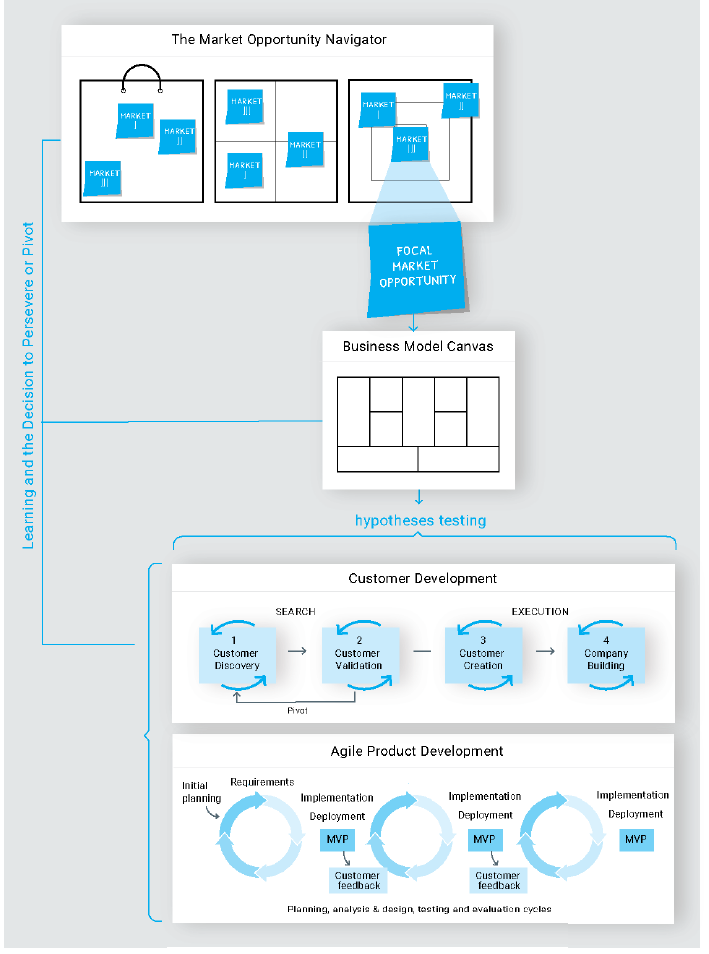 The Market Opportunity Navigator
MARKET
I
MARKET
II
MARKET
III
MARKET
III
MARKET
II
MARKET
I
MARKET
I
MARKET
II
MARKET
III
FOCAL
MARKET
OPPORTUNITY
Learning and the Decision to Persevere or Pivot
Business Model Canvas
hypotheses testing
Customer Development
SEARCH
EXECUTION
1
Customer
Discovery
2
Customer
Validation
3
Customer
Creation
4
Company
Building
Pivot
Agile Product Development
Initial
planning
Requirements
Implementation
Deployment
MVP
Customer
feedback
Implementation
Deployment
MVP
Customer
feedback
Implementation
Deployment
MVP
Planning, analysis & design, testing and evaluation cycles